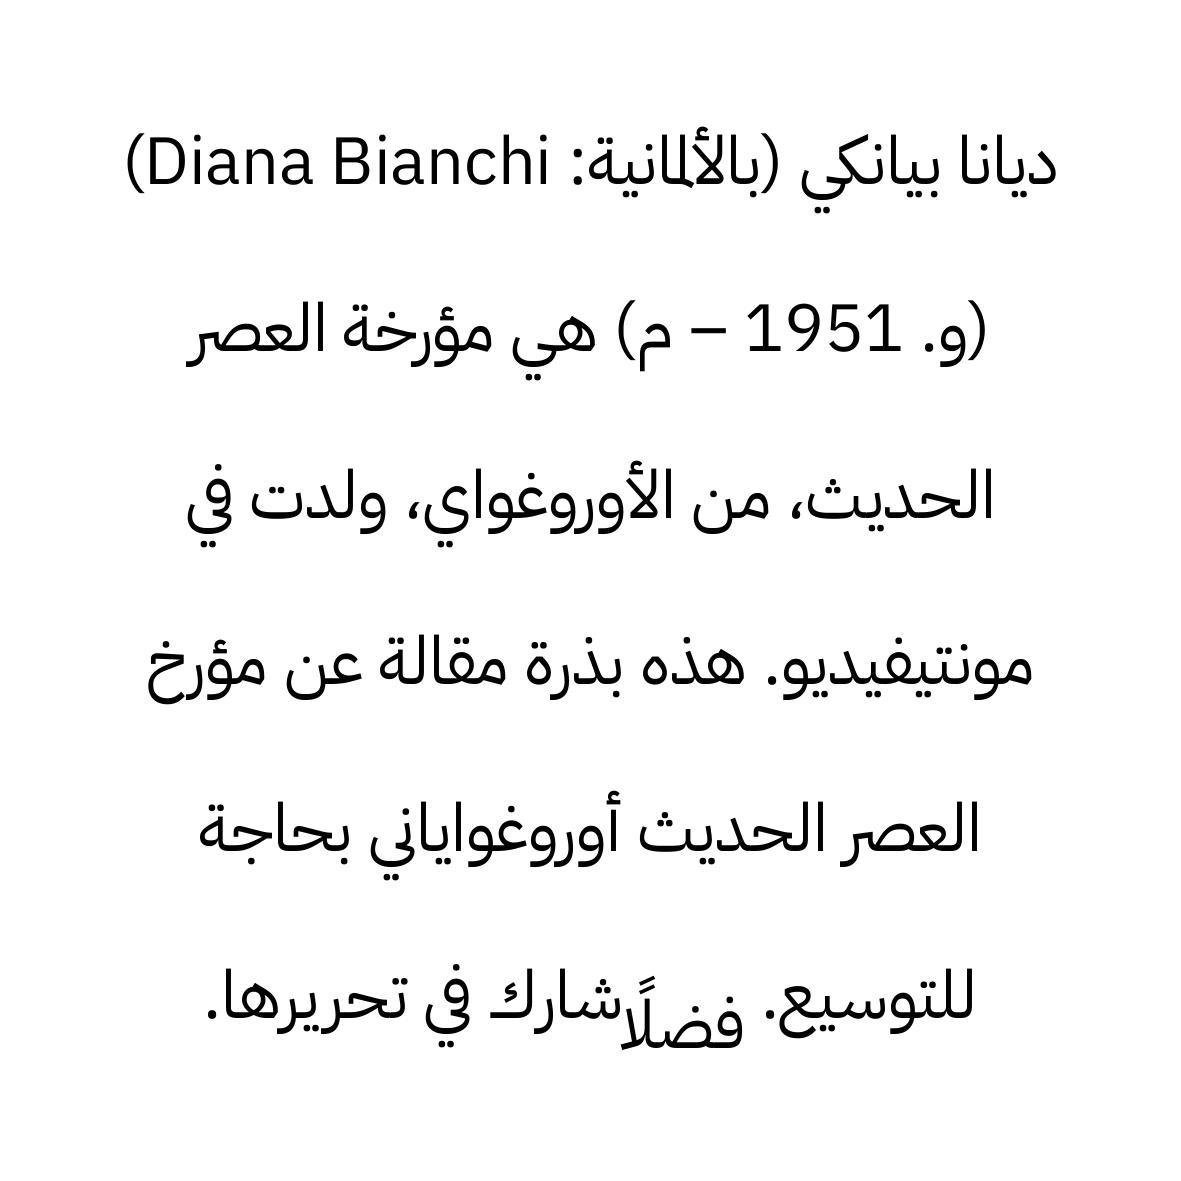 ديانا بيانكي (بالألمانية: Diana Bianchi)
(و. 1951 – م) هي مؤرخة العصر
الحديث، من الأوروغواي، ولدت في
مونتيفيديو. هذه بذرة مقالة عن مؤرخ
العصر الحديث أوروغواياني بحاجة
للتوسيع. فضلًا شارك في تحريرها.